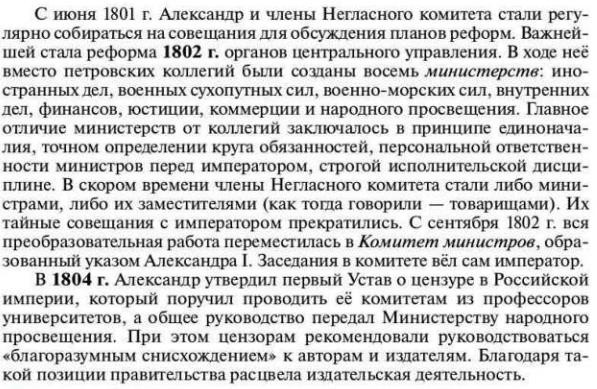 С июня 1801 г. Александр и члены Негласного комитета стали регу-
лярно собираться на совещания для обсуждения планов реформ. Важней-
шей стала реформа 1802 г. органов центрального управления. В ходе неё
вместо петровских коллегий были созданы восемь министерств: ино-
странных дел, военных сухопутных сил, военно-морских сил, внутренних
дел, финансов, юстиции, коммерции и народного просвещения. Главное
отличие министерств от коллегий заключалось в принципе единонача-
лия, точном определении круга обязанностей, персональной ответствен-
ности министров перед императором, строгой исполнительской дисци-
плине. В скором времени члены Негласного комитета стали либо мини-
страми, либо их заместителями (как тогда говорили — товарищами). Их
тайные совещания с императором прекратились. С сентября 1802 г. вся
преобразовательная работа переместилась в Комитет министров, обра-
зованный указом Александра I. Заседания в комитете вёл сам император.
В 1804 г. Александр утвердил первый Устав о цензуре в Российской
империи, который поручил проводить её комитетам из профессоров
университетов, а общее руководство передал Министерству народного
просвещения. При этом цензорам рекомендовали руководствоваться
«благоразумным снисхождением» к авторам и издателям. Благодаря та-
кой позиции правительства расцвела издательская деятельность.